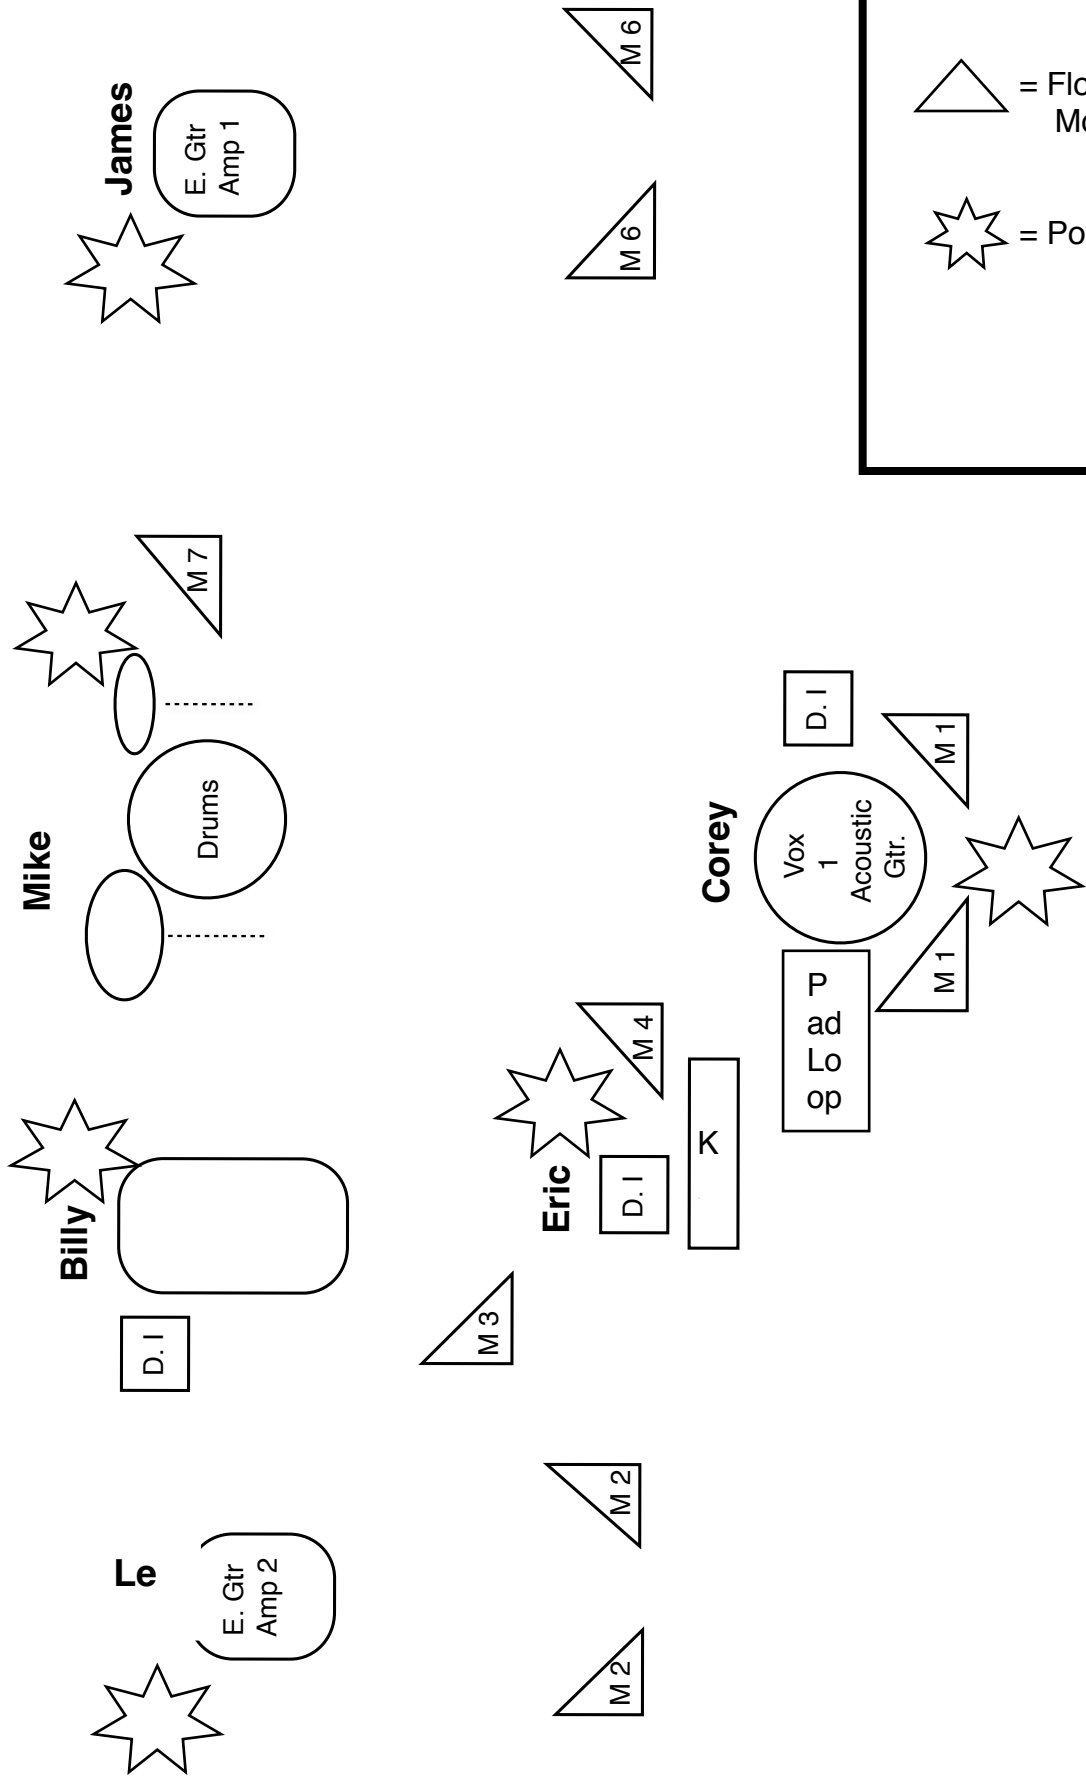 James
E. Gtr
Amp 1
M 6
M 6
= Flo
Mo
= Po
M 7
Mike
Drums
D. I
Corey
Vox
1
Acoustic
Gtr.
M 1
M 1
P
ad
Lo
op
M 4
Eric
D. I
K
Billy
D. I
M 3
Le
E. Gtr
Amp 2
M 2
M 2